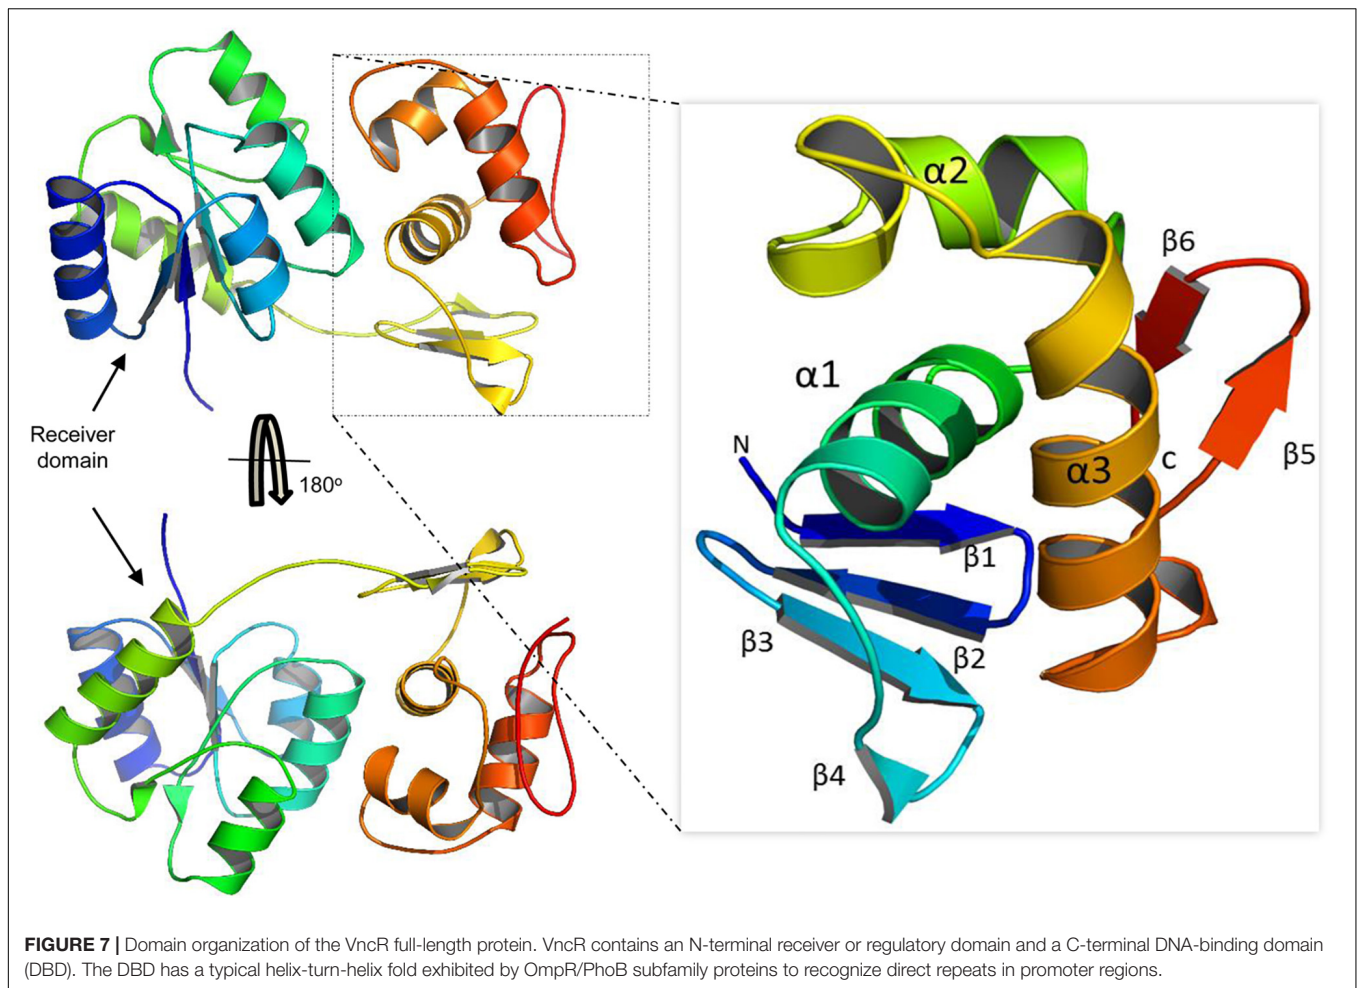 Receiver
domain
180º
α2
β6
α1
N
α3
c
β5
β1
β3
β2
β4
FIGURE 7 | Domain organization of the VncR full-length protein. VncR contains an N-terminal receiver or regulatory domain and a C-terminal DNA-binding domain
(DBD). The DBD has a typical helix-turn-helix fold exhibited by OmpR/PhoB subfamily proteins to recognize direct repeats in promoter regions.